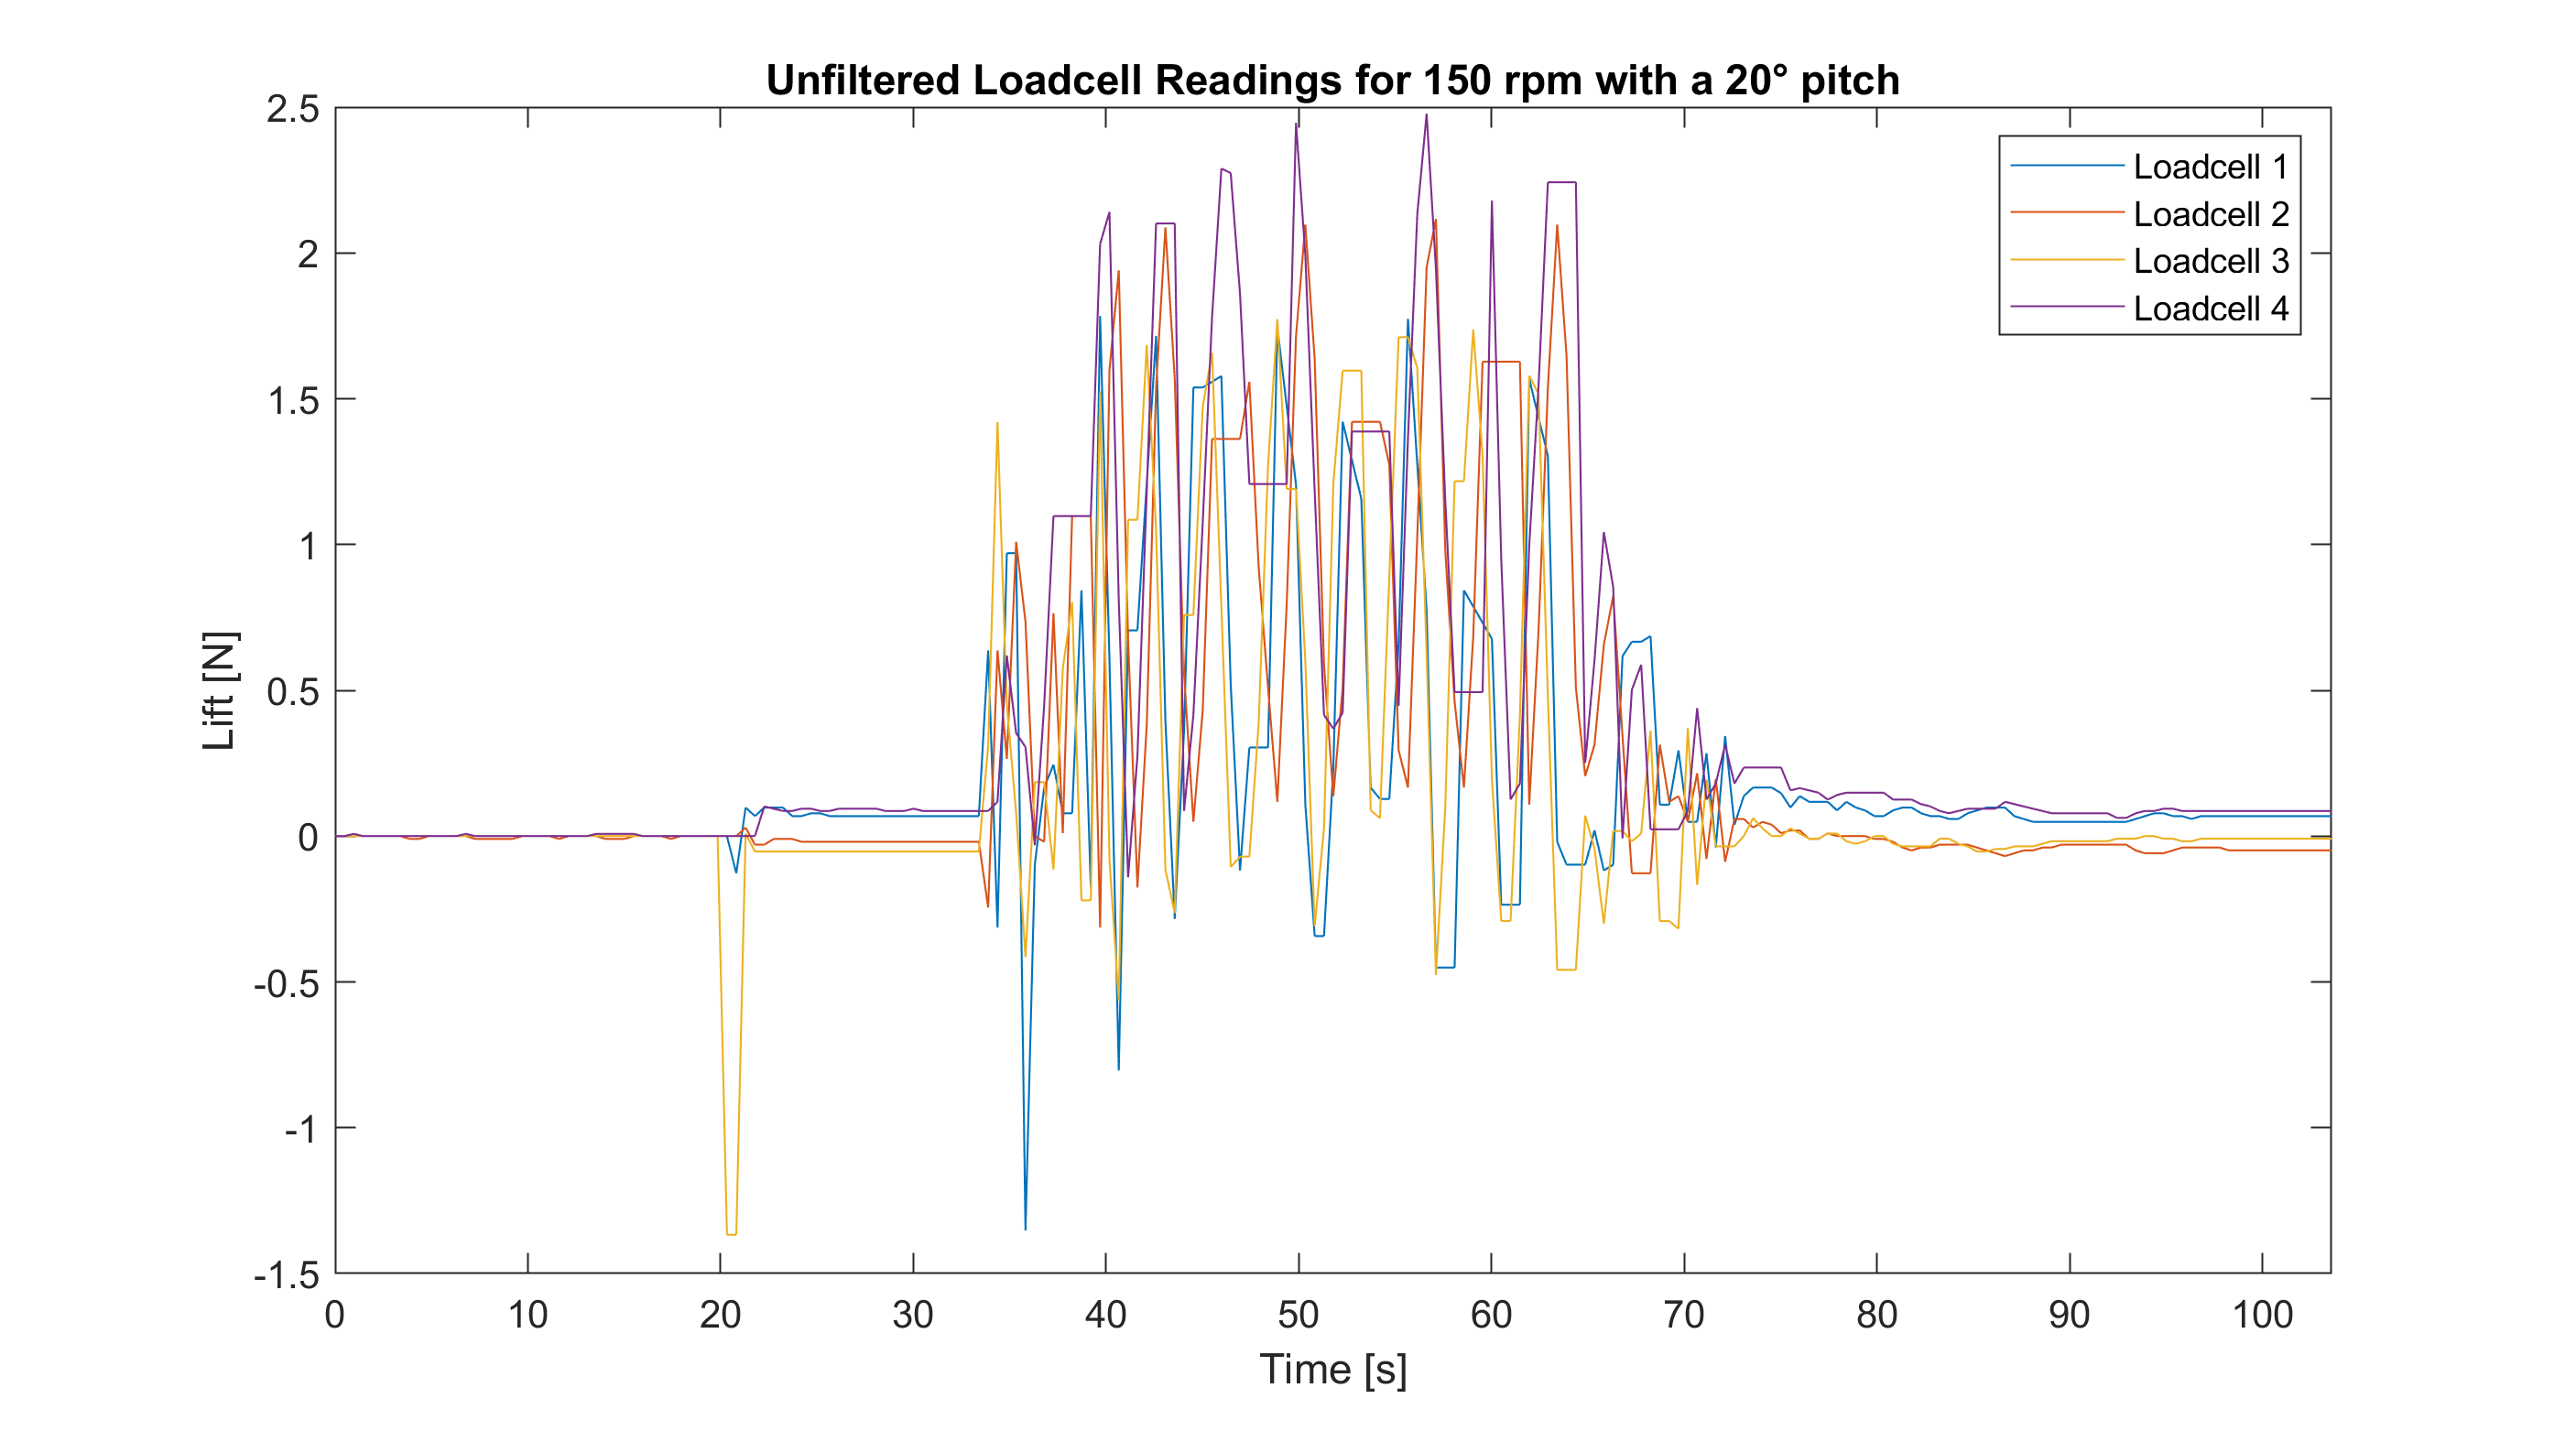 Unfiltered Loadcell Readings for 150 rpm with a 20° pitch
2.5
2
1.5
1
0.5
0
-0.5
-1
-1.5
Lift [N]
Loadcell 1
Loadcell 2
Loadcell 3
Loadcell 4
0 10 20 30 40 50 60 70 80 90 100
Time [s]